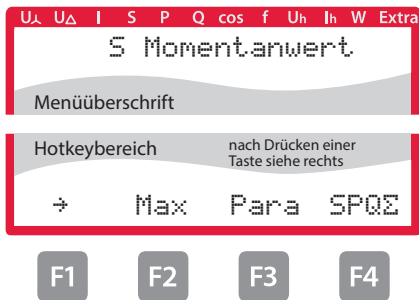 U⅄ U△ I S P Q cos f Uh Ih W Extra
S Momentanwert
Menüüberschrift
Hotkeybereich
nach Drücken einer
Taste siehe rechts
→ Max Para SPQΣ
F1 F2 F3 F4